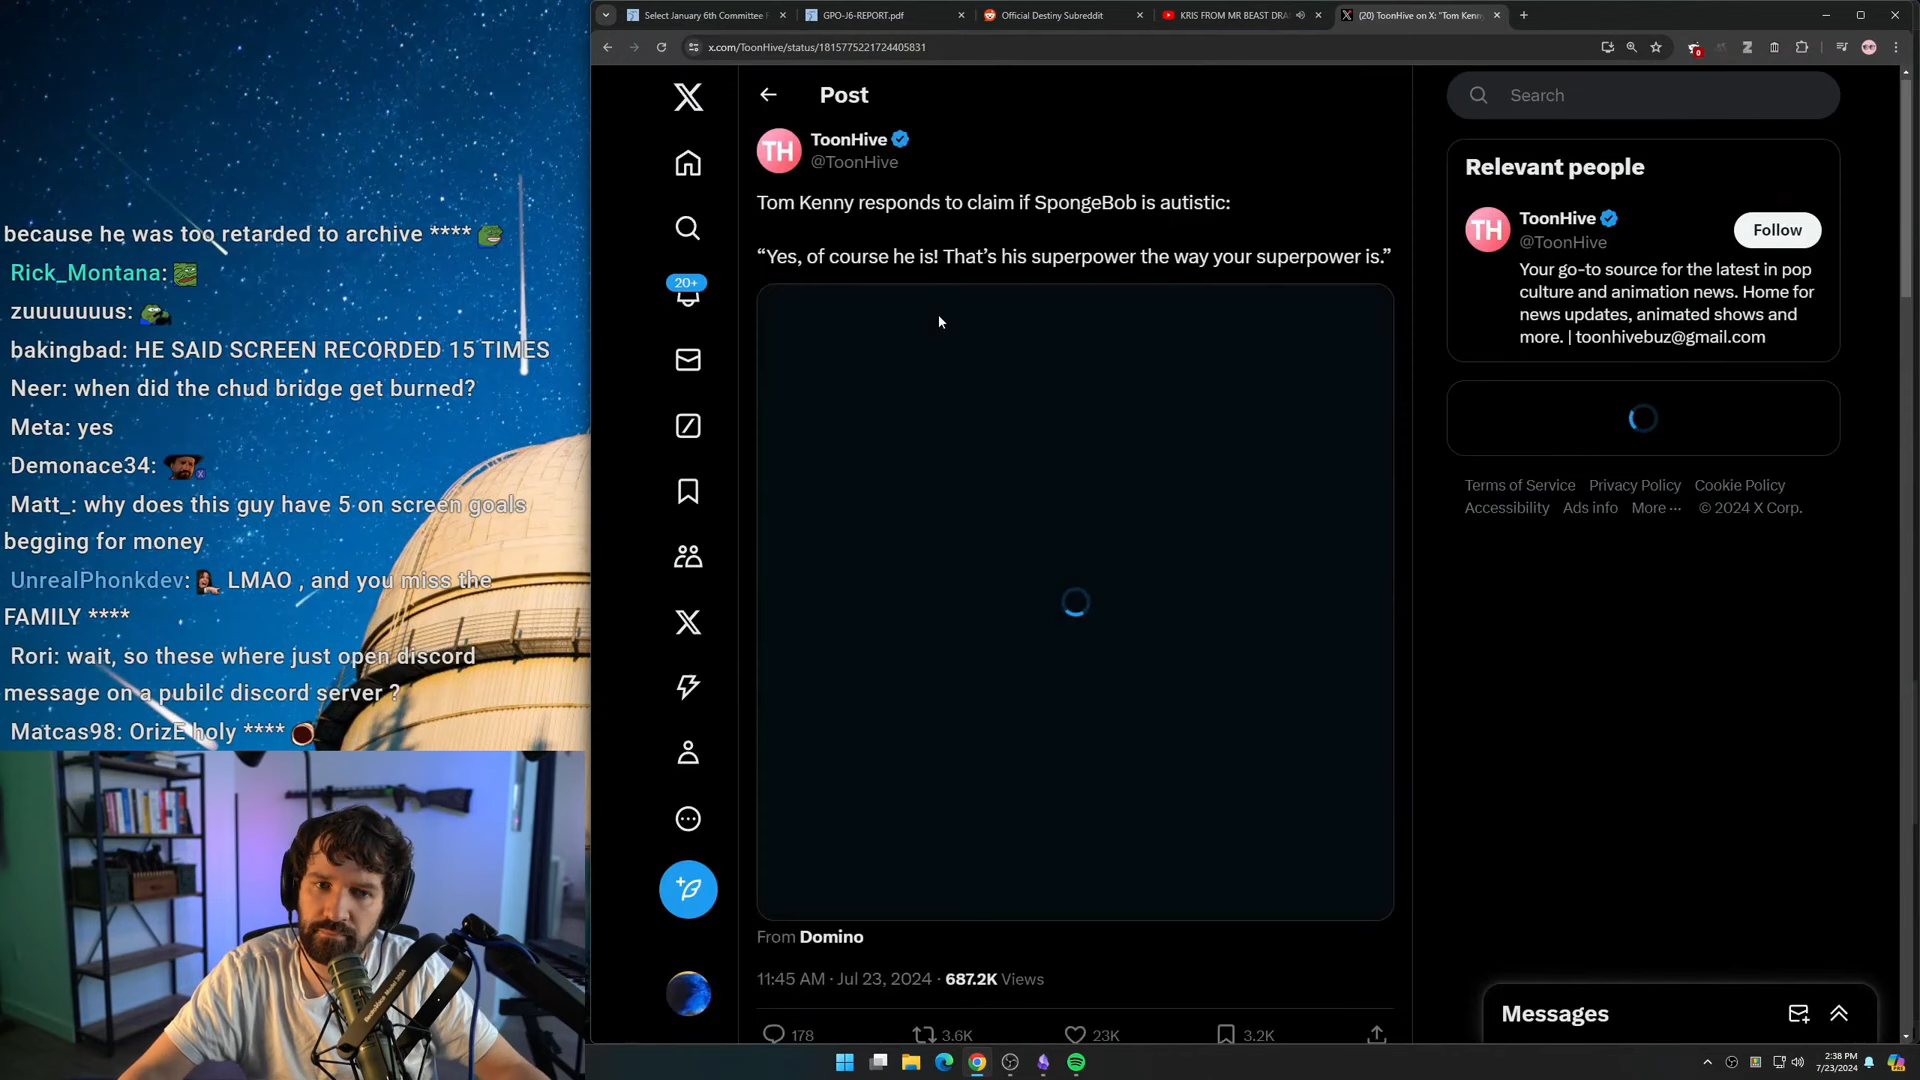 Select January 6th Committee F
GPO-J6-REPORT.pdf
Official Destiny Subreddit
KRIS FROM MR BEAST DRA
(20) ToonHive on X: "Tom Kenn
x.com/ToonHive/status/1815775221724405831
0
because he was too retarded to archive ****
Rick_Montana:
zuuuuuuus:
bakingbad: HE SAID SCREEN RECORDED 15 TIMES
Neer: when did the chud bridge get burned?
Meta: yes
Demonace34:
Matt_: why does this guy have 5 on screen goals
begging for money
UnrealPhonkdev: LMAO , and you miss the
FAMILY ****
Rori: wait, so these where just open discord
message on a pubilc discord server ?
Matcas98: OrizE holy ****
20+
Post
TH
ToonHive
@ToonHive
Tom Kenny responds to claim if SpongeBob is autistic:
“Yes, of course he is! That’s his superpower the way your superpower is.”
From Domino
11:45 AM · Jul 23, 2024 · 687.2K Views
178
3.6K
23K
3.2K
Search
Relevant people
TH
ToonHive
@ToonHive
Follow
Your go-to source for the latest in pop
culture and animation news. Home for
news updates, animated shows and
more. | toonhivebuz@gmail.com
Terms of Service Privacy Policy Cookie Policy
Accessibility Ads info More ··· © 2024 X Corp.
Messages
2:38 PM
7/23/2024